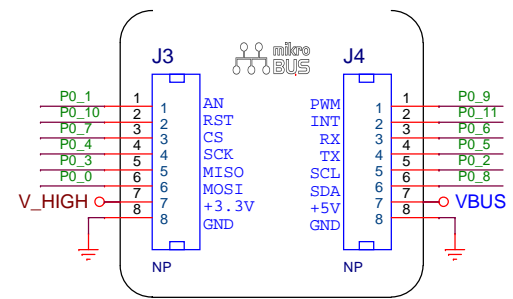 J3
mikro
BUS
J4
P0_1 1 1 AN
P0_10 2 2 RST
P0_7 3 3 CS
P0_4 4 4 SCK
P0_3 5 5 MISO
P0_0 6 6 MOSI
V_HIGH 7 7 +3.3V
8 8 GND
NP
PWM 1 1 P0_9
INT 2 2 P0_11
RX 3 3 P0_6
TX 4 4 P0_5
SCL 5 5 P0_2
SDA 6 6 P0_8
+5V 7 7 VBUS
GND 8 8
NP